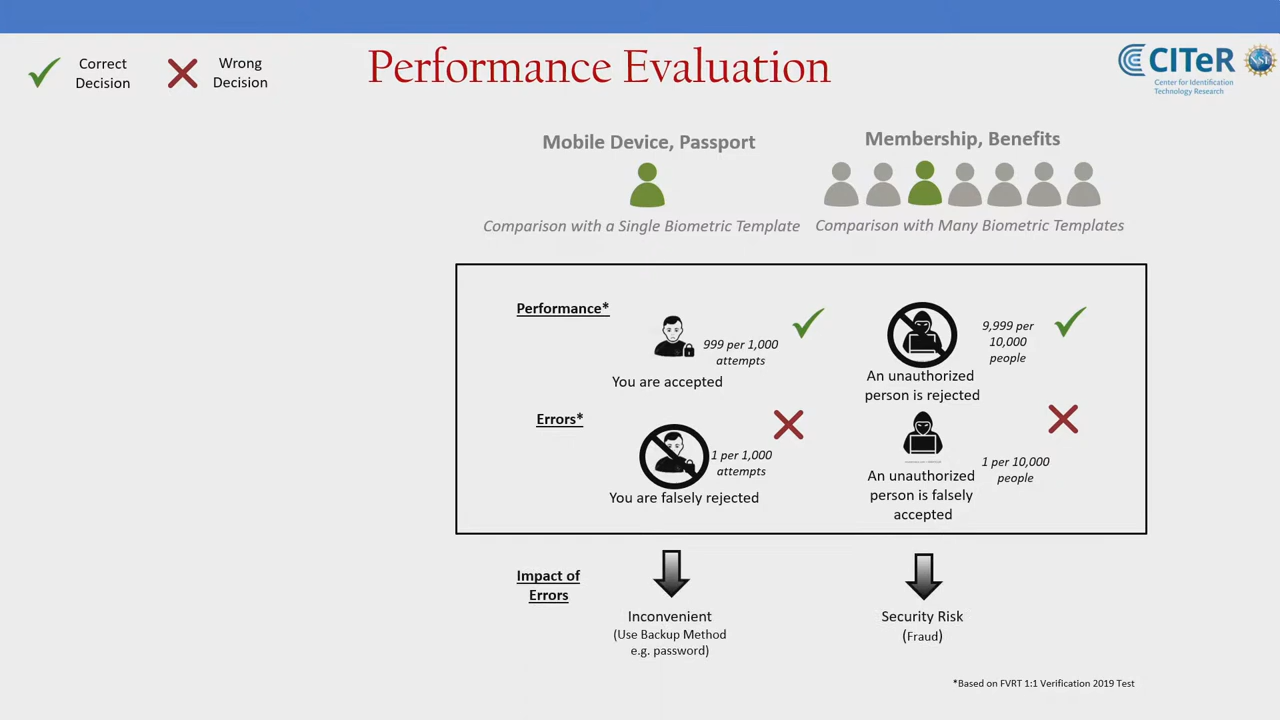 Correct
Decision
Wrong
Decision
Performance Evaluation
CITeR
Center for Identification
Technology Research
NSF
Mobile Device, Passport
Membership, Benefits
Comparison with a Single Biometric Template
Comparison with Many Biometric Templates
Performance*
999 per 1,000
attempts
You are accepted
9,999 per
10,000
people
An unauthorized
person is rejected
Errors*
1 per 1,000
attempts
You are falsely rejected
1 per 10,000
people
An unauthorized
person is falsely
accepted
Impact of
Errors
Inconvenient
(Use Backup Method
e.g. password)
Security Risk
(Fraud)
*Based on FVRT 1:1 Verification 2019 Test